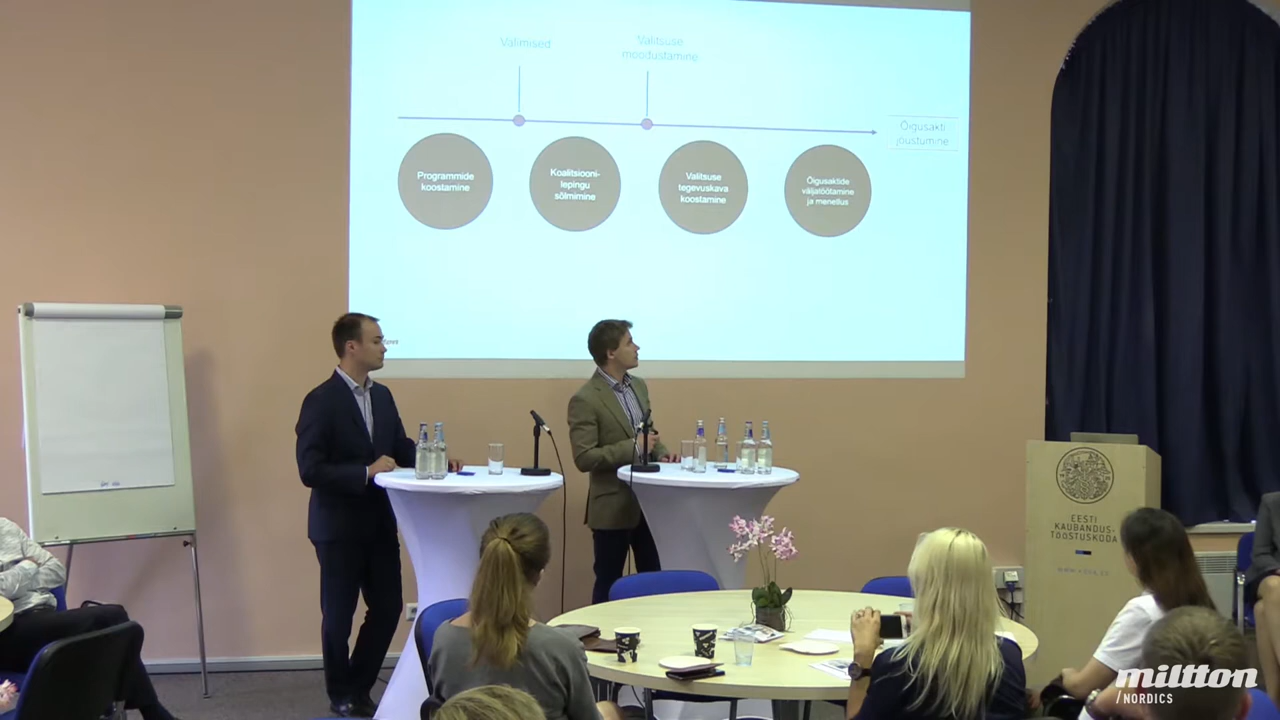 Valimised
Valitsuse
moodustamine
Õigusakti
jõustumine
Programmide
koostamine
Koalitsiooni-
lepingu
sõlmimine
Valitsuse
tegevuskava
koostamine
Õigusaktide
väljatöötamine
ja menetlus
EESTI
KAUBANDUS-
TÖÖSTUSKODA
miltton
/NORDICS